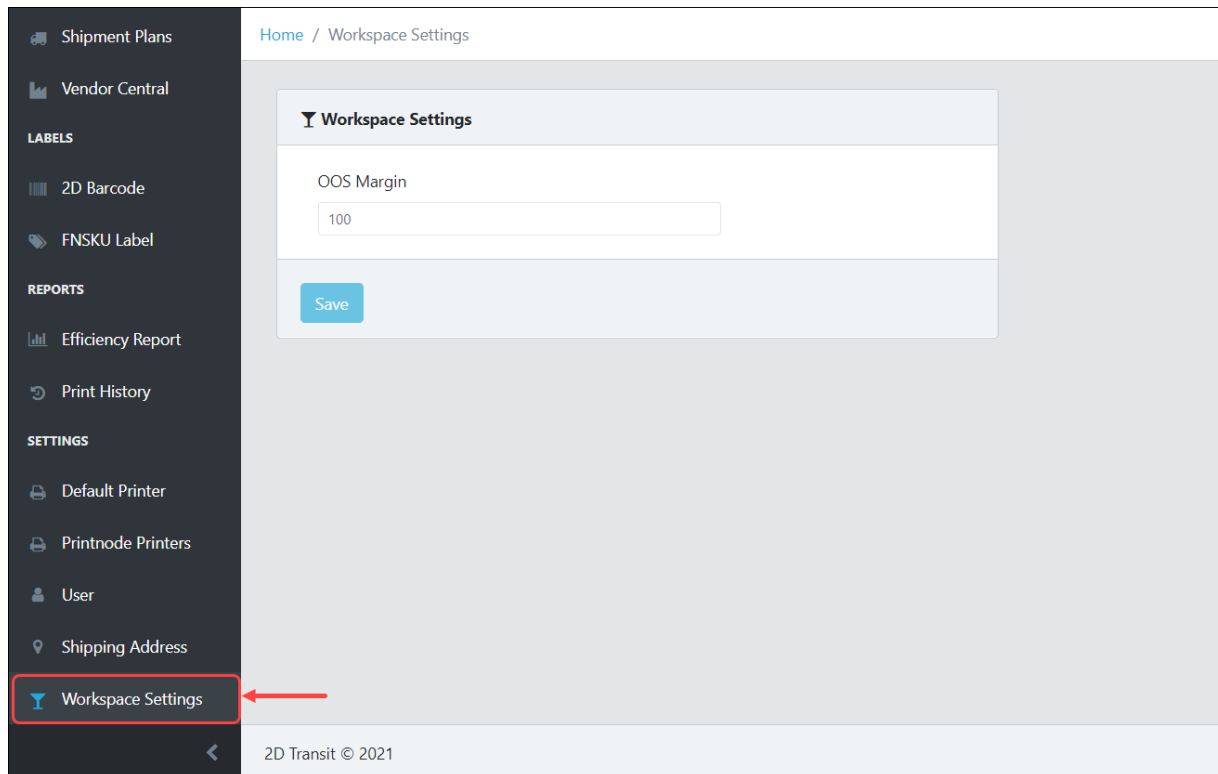 Shipment Plans
Vendor Central
LABELS
2D Barcode
FNSKU Label
REPORTS
Efficiency Report
Print History
SETTINGS
Default Printer
Printnode Printers
User
Shipping Address
Workspace Settings
Home / Workspace Settings
Workspace Settings
OOS Margin
100
Save
2D Transit © 2021